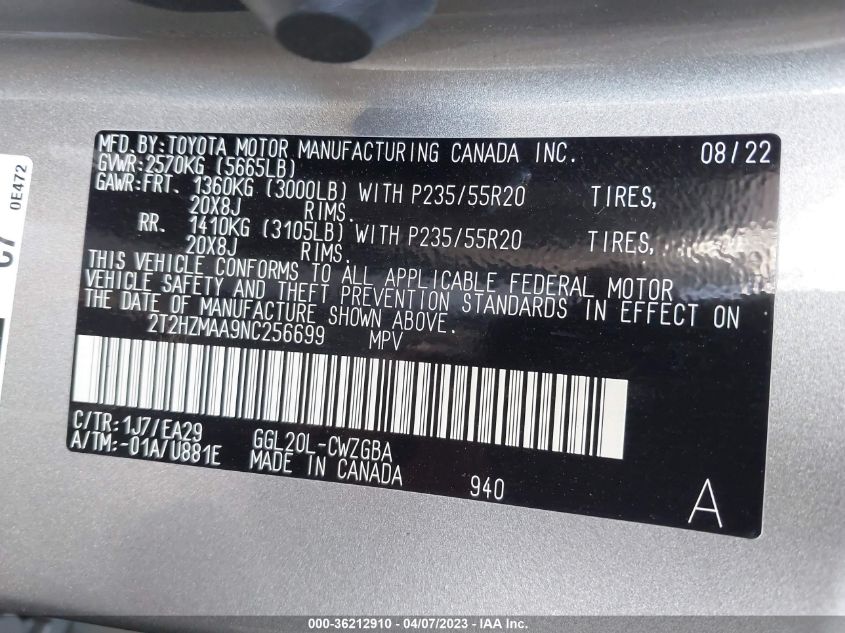 MFD.BY:TOYOTA MOTOR MANUFACTURING CANADA INC. 08/22
GVWR:2570KG (5665LB)
GAWR:FRT. 1360KG (3000LB) WITH P235/55R20 TIRES,
20X8J RIMS.
RR. 1410KG (3105LB) WITH P235/55R20 TIRES,
20X8J RIMS.
THIS VEHICLE CONFORMS TO ALL APPLICABLE FEDERAL MOTOR
VEHICLE SAFETY AND THEFT PREVENTION STANDARDS IN EFFECT ON
THE DATE OF MANUFACTURE SHOWN ABOVE.
2T2HZMAA9NC256699 MPV
C/TR:1J7/EA29 GGL20L-CWZGBA
A/TM:-01A/U881E MADE IN CANADA 940
A
0E472
C7
000-36212910 - 04/07/2023 - IAA Inc.